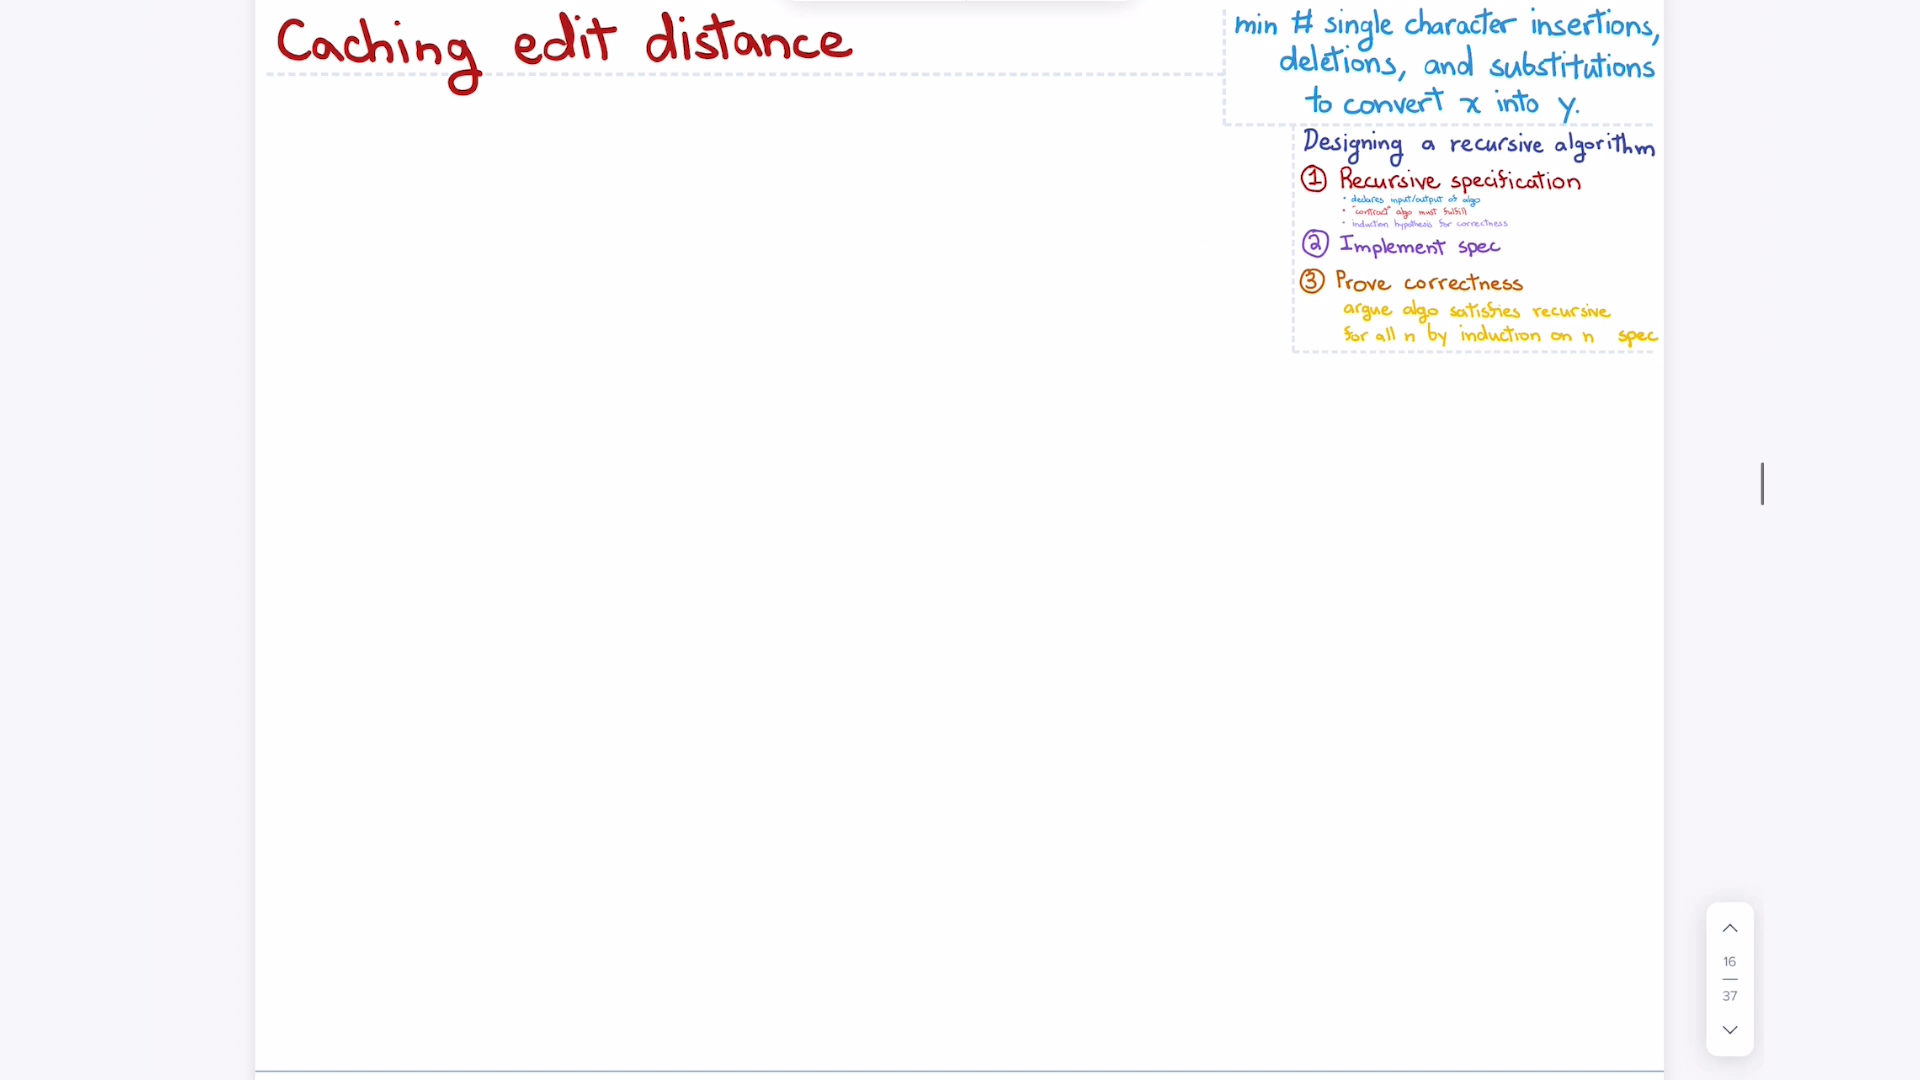 Caching edit distance
min # single character insertions,
deletions, and substitutions
to convert x into y.
Designing a recursive algorithm
① Recursive specification
• declares input/output of algo
• "contract" algo must fulfill
• induction hypothesis for correctness
② Implement spec
③ Prove correctness
argue algo satisfies recursive
for all n by induction on n spec
16
37